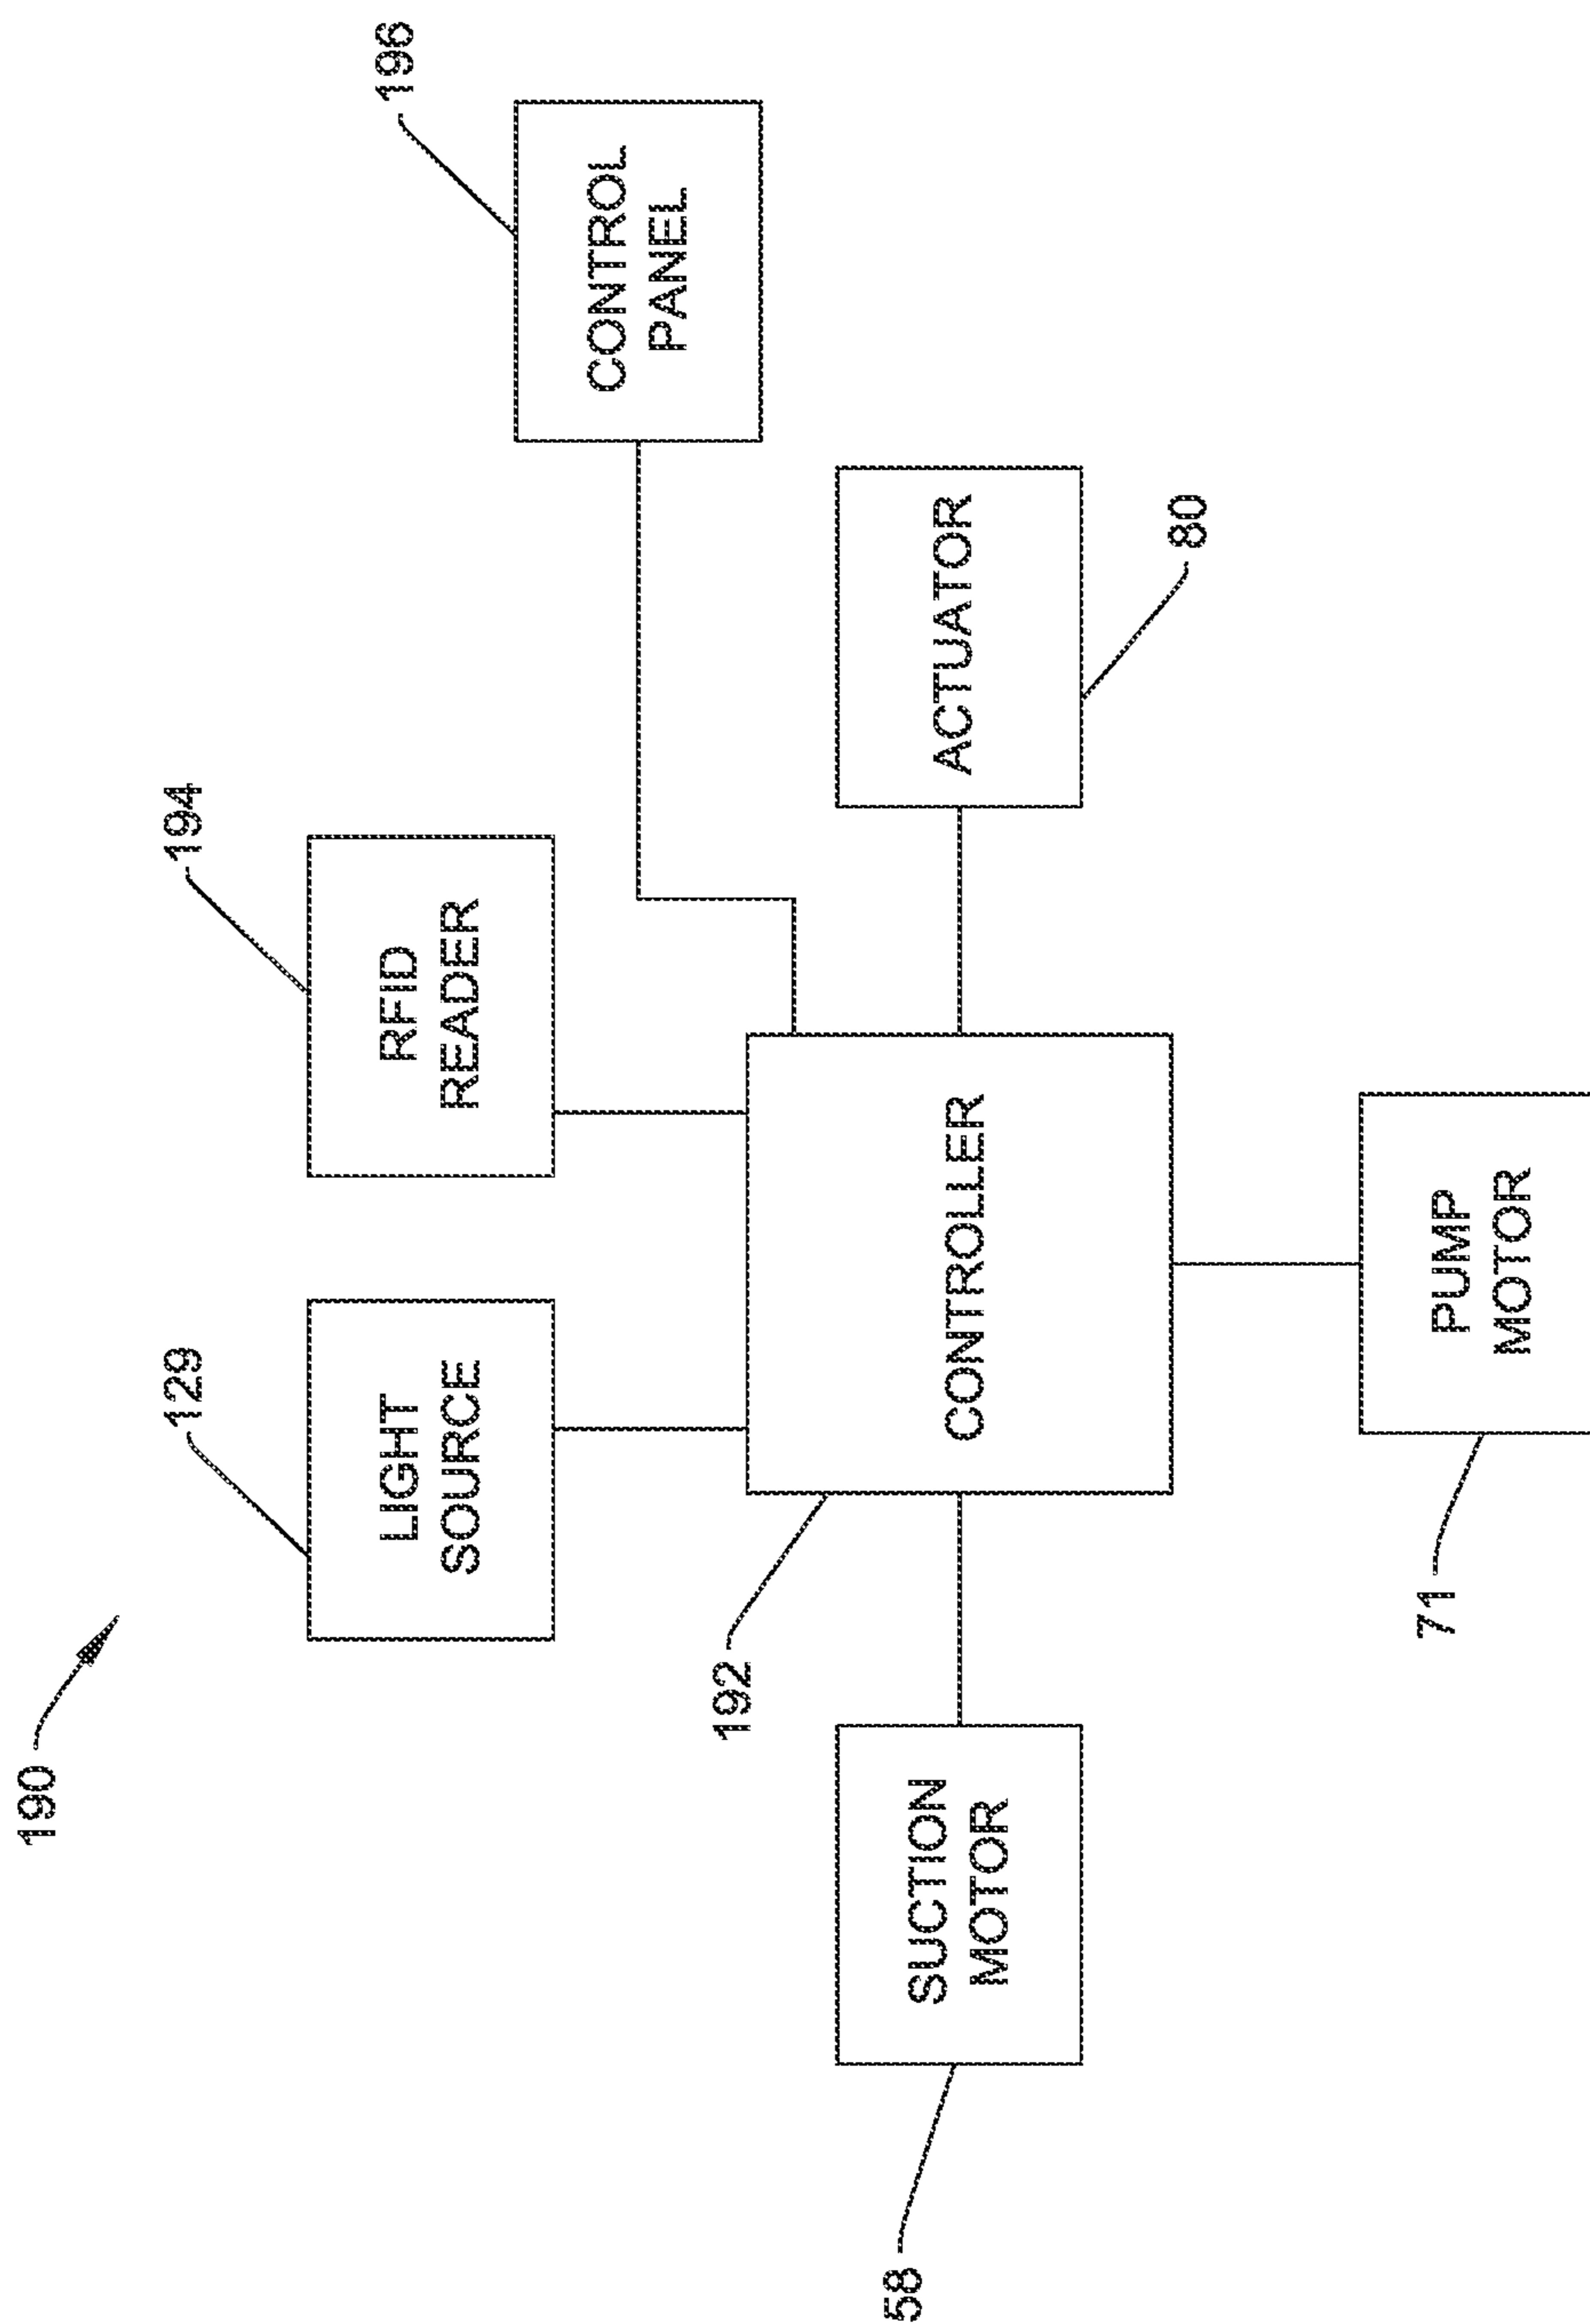 190
129
LIGHT
SOURCE
194
RFID
READER
196
CONTROL
PANEL
192
CONTROLLER
58
SUCTION
MOTOR
ACTUATOR
80
71
PUMP
MOTOR